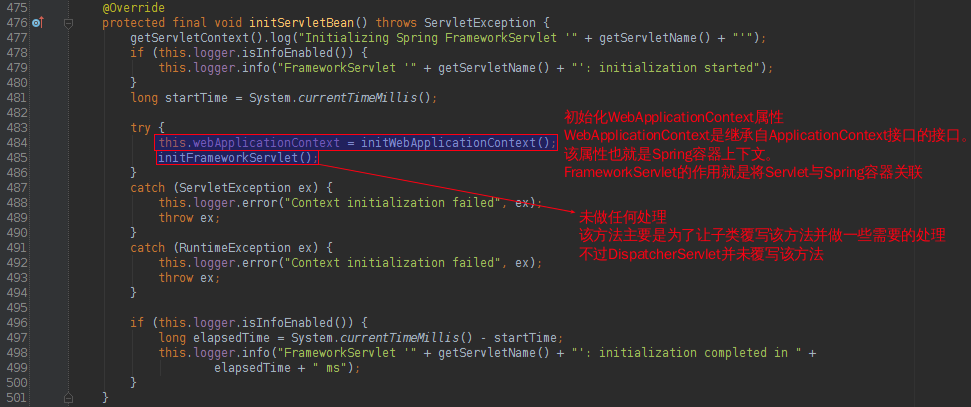 475 @Override
476 protected final void initServletBean() throws ServletException {
477 getServletContext().log("Initializing Spring FrameworkServlet '" + getServletName() + "'");
478 if (this.logger.isInfoEnabled()) {
479 this.logger.info("FrameworkServlet '" + getServletName() + "': initialization started");
480 }
481 long startTime = System.currentTimeMillis();
482
483 try {
484 this.webApplicationContext = initWebApplicationContext();
485 initFrameworkServlet();
486 }
487 catch (ServletException ex) {
488 this.logger.error("Context initialization failed", ex);
489 throw ex;
490 }
491 catch (RuntimeException ex) {
492 this.logger.error("Context initialization failed", ex);
493 throw ex;
494 }
495
496 if (this.logger.isInfoEnabled()) {
497 long elapsedTime = System.currentTimeMillis() - startTime;
498 this.logger.info("FrameworkServlet '" + getServletName() + "': initialization completed in " +
499 elapsedTime + " ms");
500 }
501 }
初始化WebApplicationContext属性
WebApplicationContext是继承自ApplicationContext接口的接口。
该属性也就是Spring容器上下文。
FrameworkServlet的作用就是将Servlet与Spring容器关联
未做任何处理
该方法主要是为了让子类覆写该方法并做一些需要的处理
不过DispatcherServlet并未覆写该方法